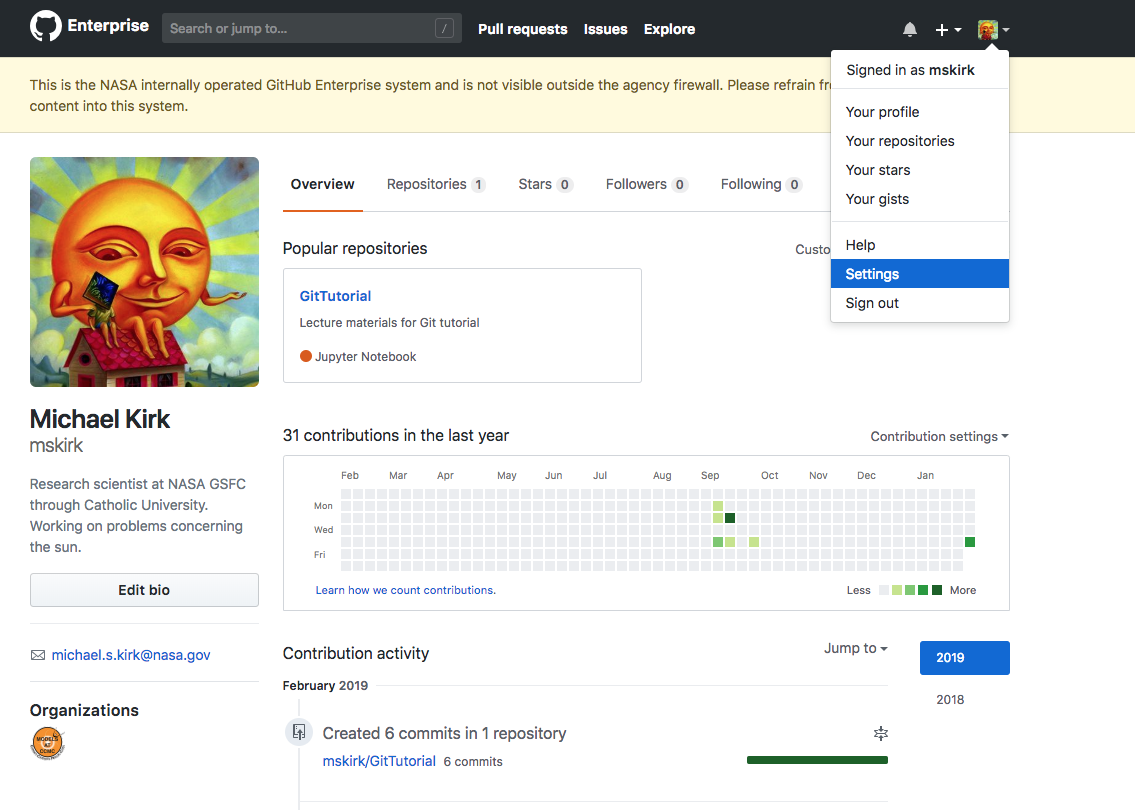 Enterprise
Search or jump to...
/
Pull requests
Issues
Explore
This is the NASA internally operated GitHub Enterprise system and is not visible outside the agency firewall. Please refrain
content into this system.
Signed in as mskirk
Your profile
Your repositories
Your stars
Your gists
Help
Settings
Sign out
Overview
Repositories 1
Stars 0
Followers 0
Following 0
Popular repositories
GitTutorial
Lecture materials for Git tutorial
Jupyter Notebook
Michael Kirk
mskirk
Research scientist at NASA GSFC
through Catholic University.
Working on problems concerning
the sun.
Edit bio
michael.s.kirk@nasa.gov
Organizations
31 contributions in the last year
Contribution settings
Feb Mar Apr May Jun Jul Aug Sep Oct Nov Dec Jan
Mon
Wed
Fri
Learn how we count contributions.
Less
More
Contribution activity
Jump to
2019
2018
February 2019
Created 6 commits in 1 repository
mskirk/GitTutorial 6 commits